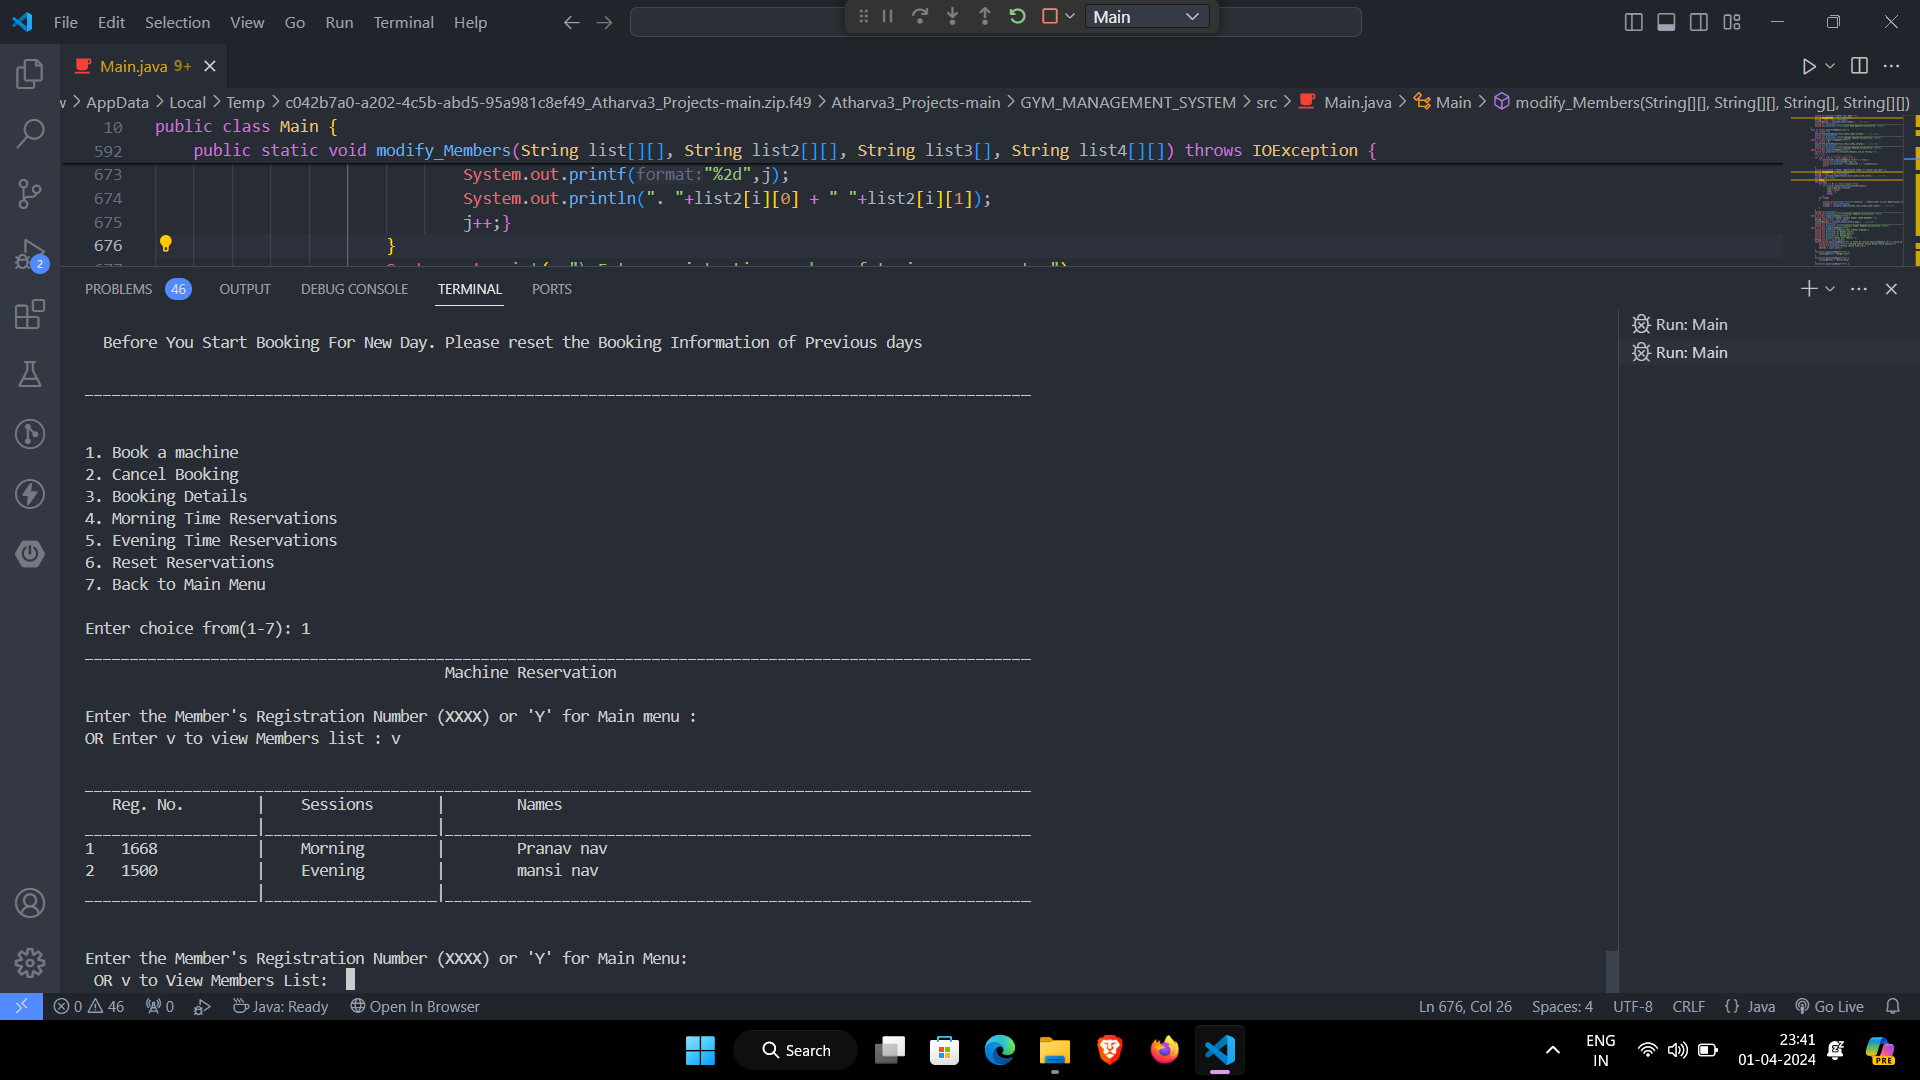 File Edit Selection View Go Run Terminal Help
Main
Main.java 9+
AppData > Local > Temp > c042b7a0-a202-4c5b-abd5-95a981c8ef49_Atharva3_Projects-main.zip.f49 > Atharva3_Projects-main > GYM_MANAGEMENT_SYSTEM > src > Main.java > Main > modify_Members(String[][], String[][], String[], String[][])
10 public class Main {
592 public static void modify_Members(String list[][], String list2[][], String list3[], String list4[][]) throws IOException {
673 System.out.printf(format:"%2d",j);
674 System.out.println(". "+list2[i][0] + " "+list2[i][1]);
675 j++;}
676 }
2
PROBLEMS 46 OUTPUT DEBUG CONSOLE TERMINAL PORTS
Run: Main
Run: Main
Before You Start Booking For New Day. Please reset the Booking Information of Previous days
1. Book a machine
2. Cancel Booking
3. Booking Details
4. Morning Time Reservations
5. Evening Time Reservations
6. Reset Reservations
7. Back to Main Menu
Enter choice from(1-7): 1
Machine Reservation
Enter the Member's Registration Number (XXXX) or 'Y' for Main menu :
OR Enter v to view Members list : v
Reg. No. | Sessions | Names
1 1668 | Morning | Pranav nav
2 1500 | Evening | mansi nav
Enter the Member's Registration Number (XXXX) or 'Y' for Main Menu:
OR v to View Members List:
0 46 0 Java: Ready Open In Browser Ln 676, Col 26 Spaces: 4 UTF-8 CRLF {} Java Go Live
Search
ENG
IN
23:41
01-04-2024
PRE